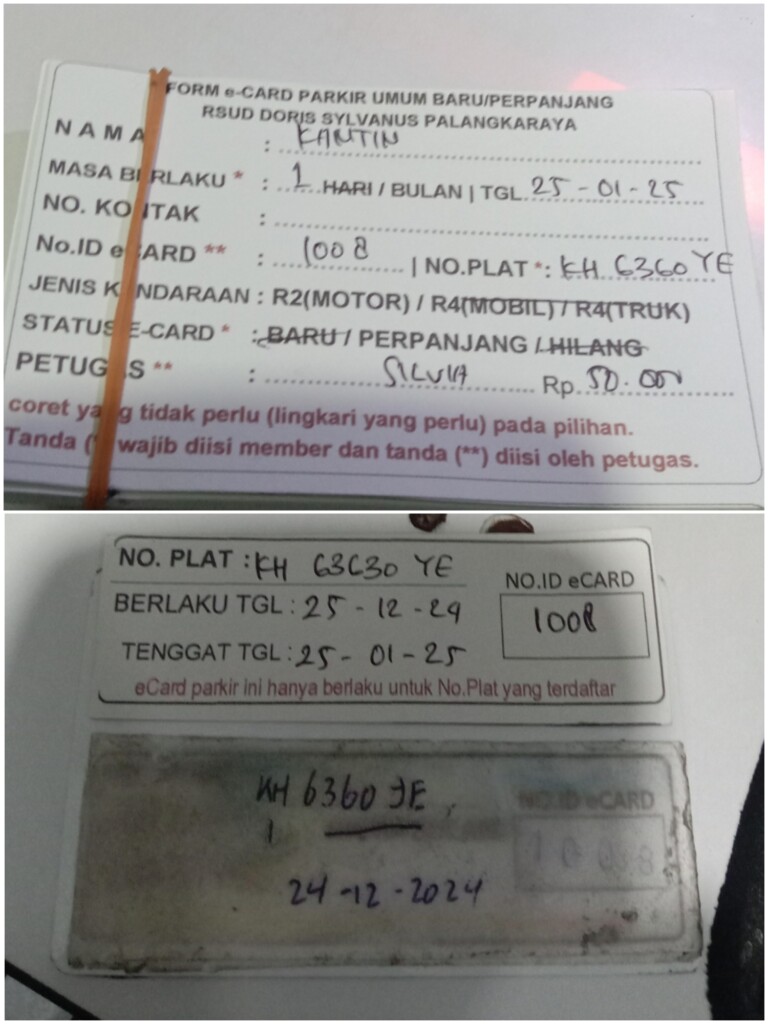 FORM e-CARD PARKIR UMUM BARU/PERPANJANG
RSUD DORIS SYLVANUS PALANGKARAYA
NAMA : KANTIN
MASA BERLAKU * : 1 HARI / BULAN | TGL. 25-01-25
NO. KONTAK :
No.ID eCARD ** : 1008 | NO.PLAT *: KH 6360 YE
JENIS KENDARAAN : R2(MOTOR) / R4(MOBIL) / R4(TRUK)
STATUS E-CARD * : BARU / PERPANJANG / HILANG
PETUGAS ** : SILVIA Rp. 50.000
coret yang tidak perlu (lingkari yang perlu) pada pilihan.
Tanda (*) wajib diisi member dan tanda (**) diisi oleh petugas.
NO. PLAT : KH 63630 YE
NO.ID eCARD
BERLAKU TGL : 25-12-24
1008
TENGGAT TGL : 25-01-25
eCard parkir ini hanya berlaku untuk No.Plat yang terdaftar
KH 6360 YE
NO.ID eCARD
1008
24-12-2024